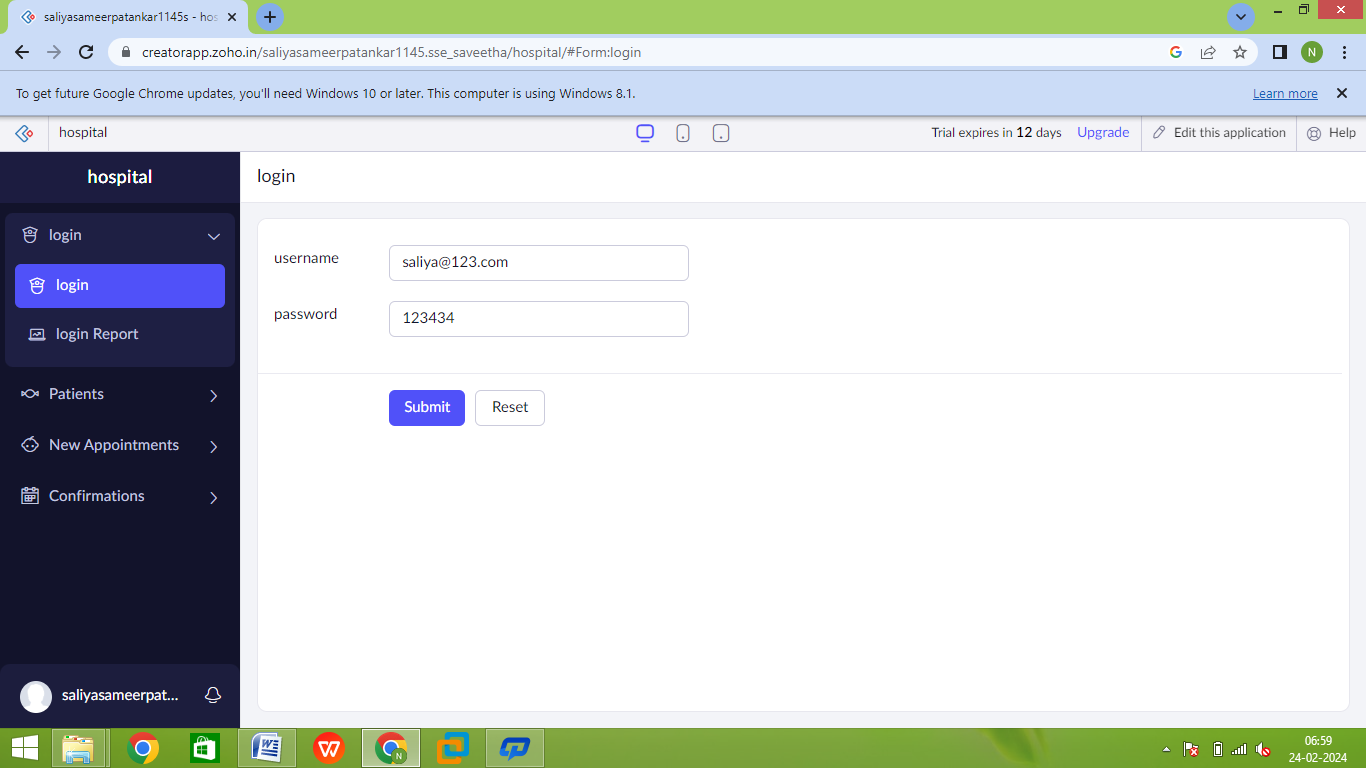 saliyasameerpatankar1145s - hos
creatorapp.zoho.in/saliyasameerpatankar1145.sse_saveetha/hospital/#Form:login
N
To get future Google Chrome updates, you'll need Windows 10 or later. This computer is using Windows 8.1.
Learn more
hospital
Trial expires in 12 days
Upgrade
Edit this application
Help
hospital
login
login
login
login Report
Patients
New Appointments
Confirmations
username
saliya@123.com
password
123434
Submit
Reset
saliyasameerpat...
06:59
24-02-2024